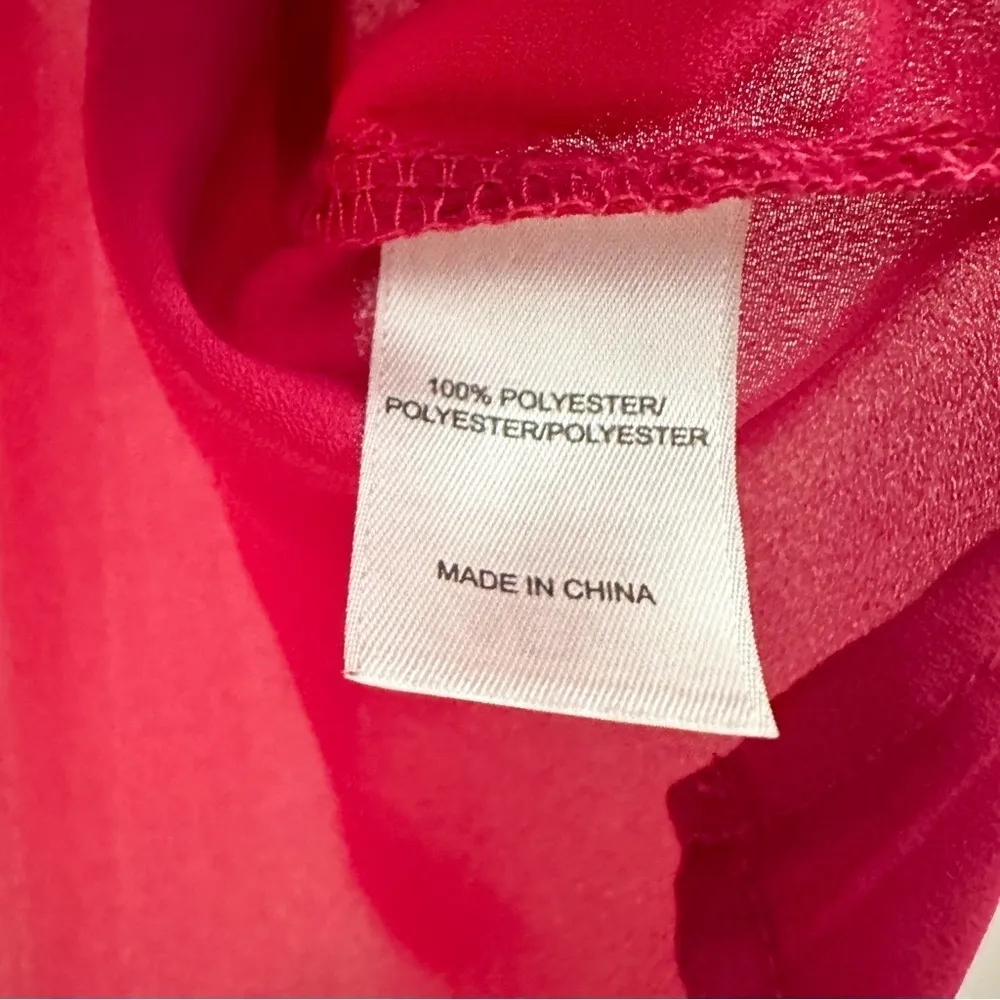 100% POLYESTER/
POLYESTER/POLYESTER
MADE IN CHINA